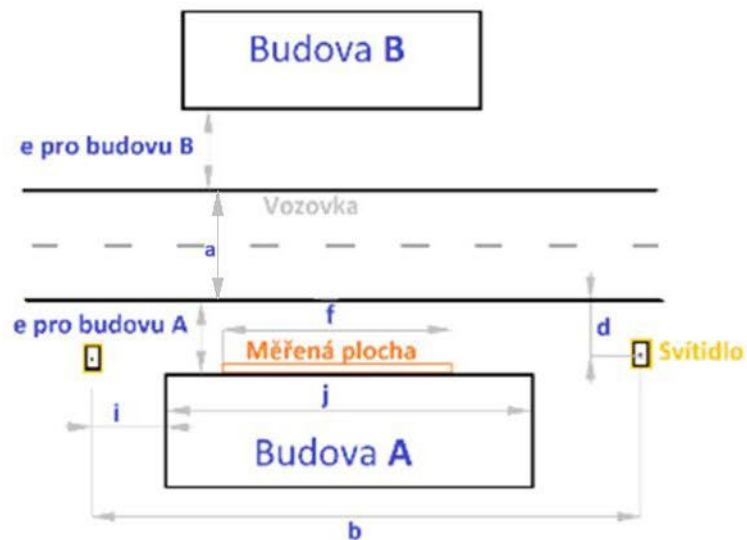 Budova B
e pro budovu B
Vozovka
a
e pro budovu A
f
d
Měřená plocha
Svítidlo
j
i
Budova A
b